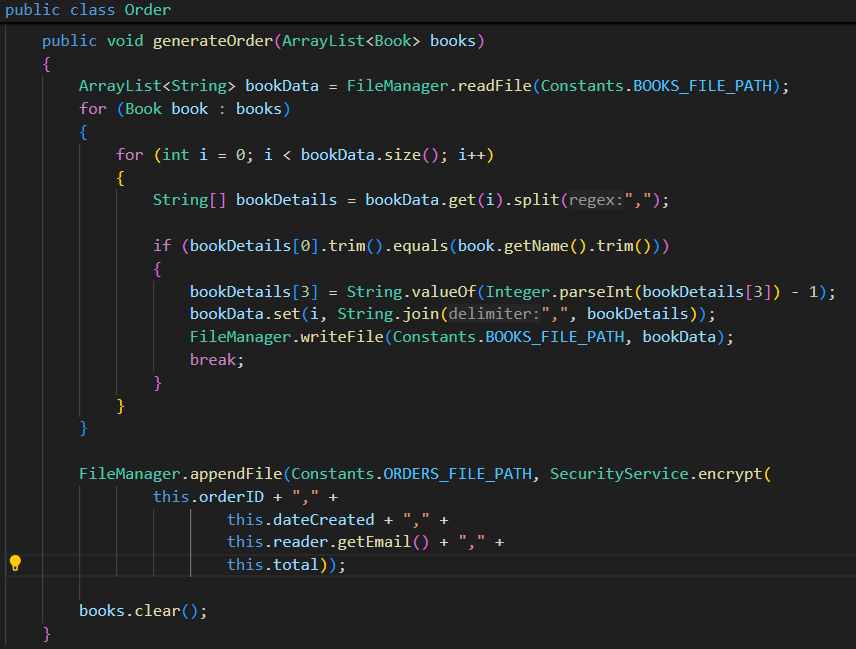 public class Order
public void generateOrder(ArrayList<Book> books)
{
ArrayList<String> bookData = FileManager.readFile(Constants.BOOKS_FILE_PATH);
for (Book book : books)
{
for (int i = 0; i < bookData.size(); i++)
{
String[] bookDetails = bookData.get(i).split(regex:",");
if (bookDetails[0].trim().equals(book.getName().trim()))
{
bookDetails[3] = String.valueOf(Integer.parseInt(bookDetails[3]) - 1);
bookData.set(i, String.join(delimiter:",", bookDetails));
FileManager.writeFile(Constants.BOOKS_FILE_PATH, bookData);
break;
}
}
}
FileManager.appendFile(Constants.ORDERS_FILE_PATH, SecurityService.encrypt(
this.orderID + "," +
this.dateCreated + "," +
this.reader.getEmail() + "," +
this.total));
books.clear();
}